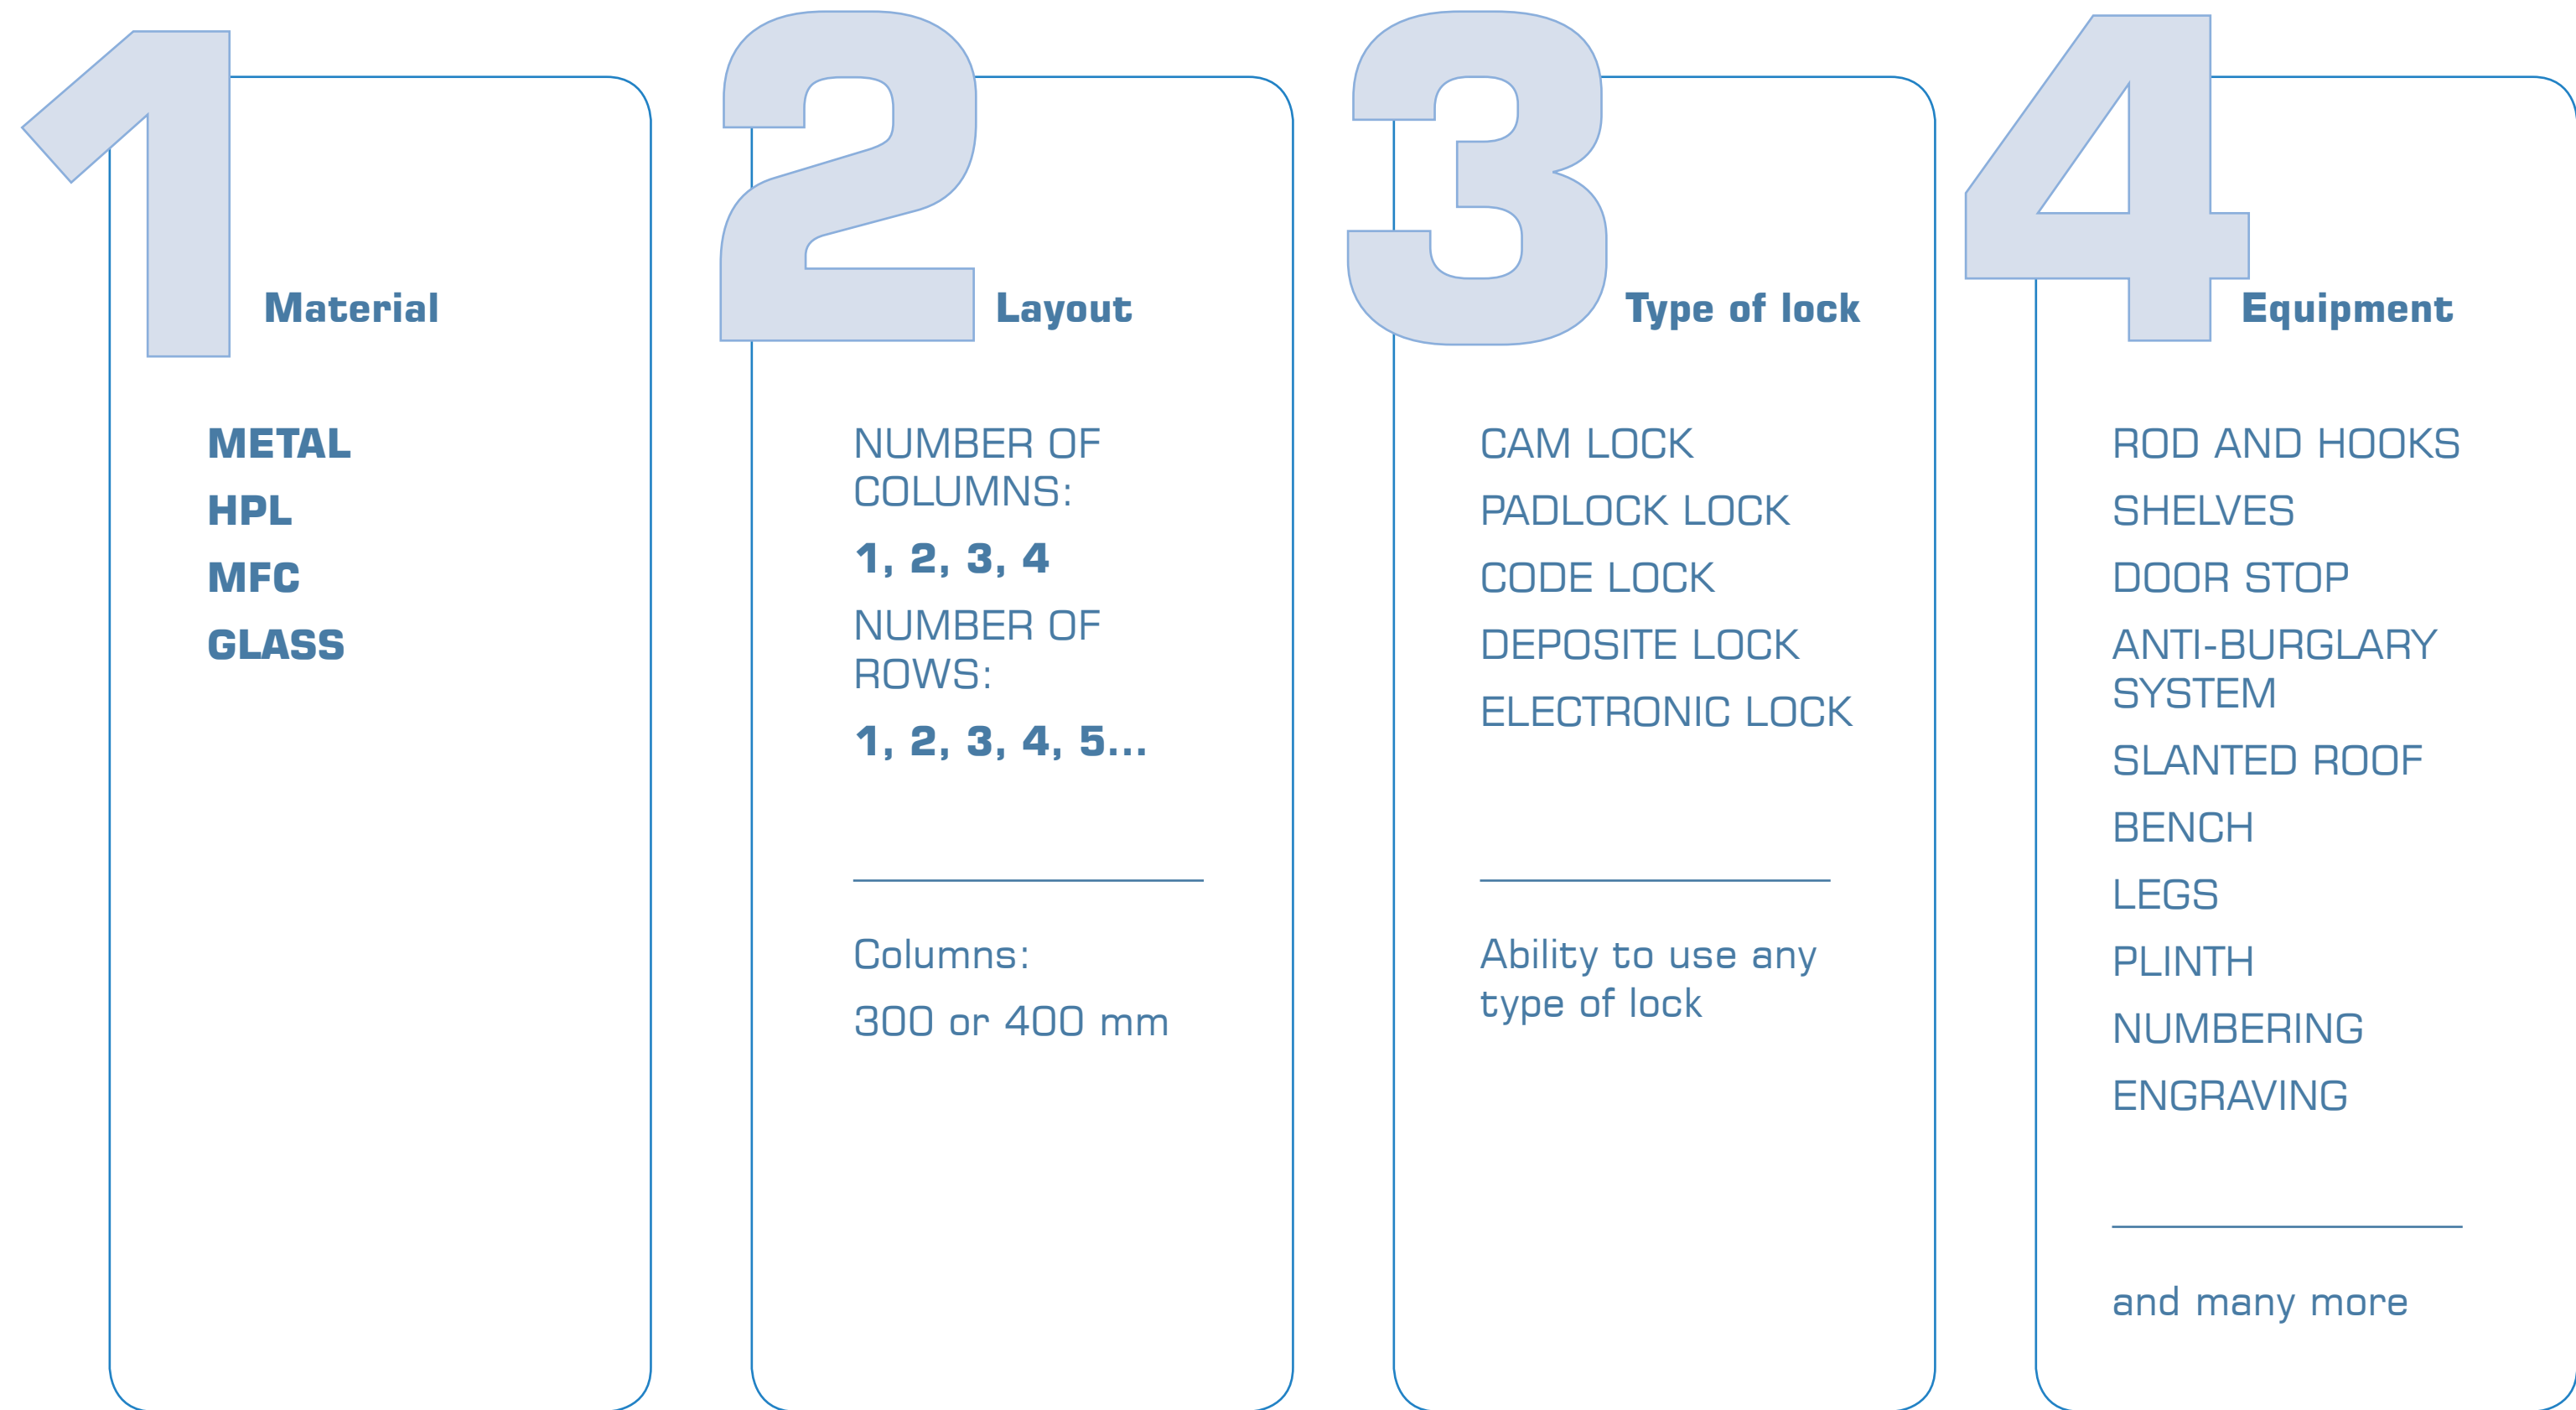 1
Material
METAL
HPL
MFC
GLASS
2
Layout
NUMBER OF
COLUMNS:
1, 2, 3, 4
NUMBER OF
ROWS:
1, 2, 3, 4, 5...
Columns:
300 or 400 mm
3
Type of lock
CAM LOCK
PADLOCK LOCK
CODE LOCK
DEPOSITE LOCK
ELECTRONIC LOCK
Ability to use any
type of lock
4
Equipment
ROD AND HOOKS
SHELVES
DOOR STOP
ANTI-BURGLARY
SYSTEM
SLANTED ROOF
BENCH
LEGS
PLINTH
NUMBERING
ENGRAVING
and many more